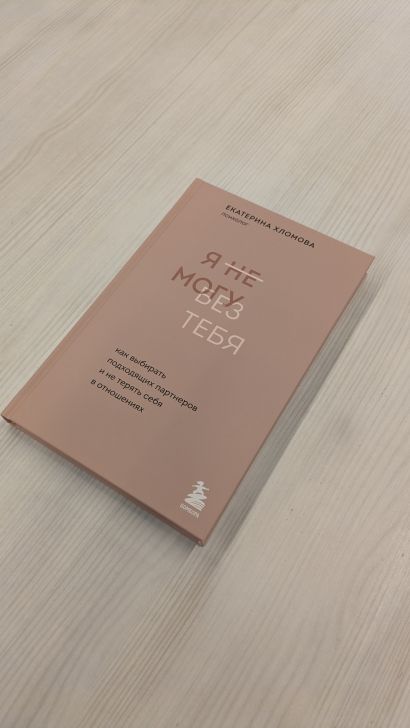 ЕКАТЕРИНА ХЛОМОВА
психолог
Я НЕ
МОГУ
БЕЗ
ТЕБЯ
как выбирать
подходящих партнеров
и не терять себя
в отношениях
БОМБОРА